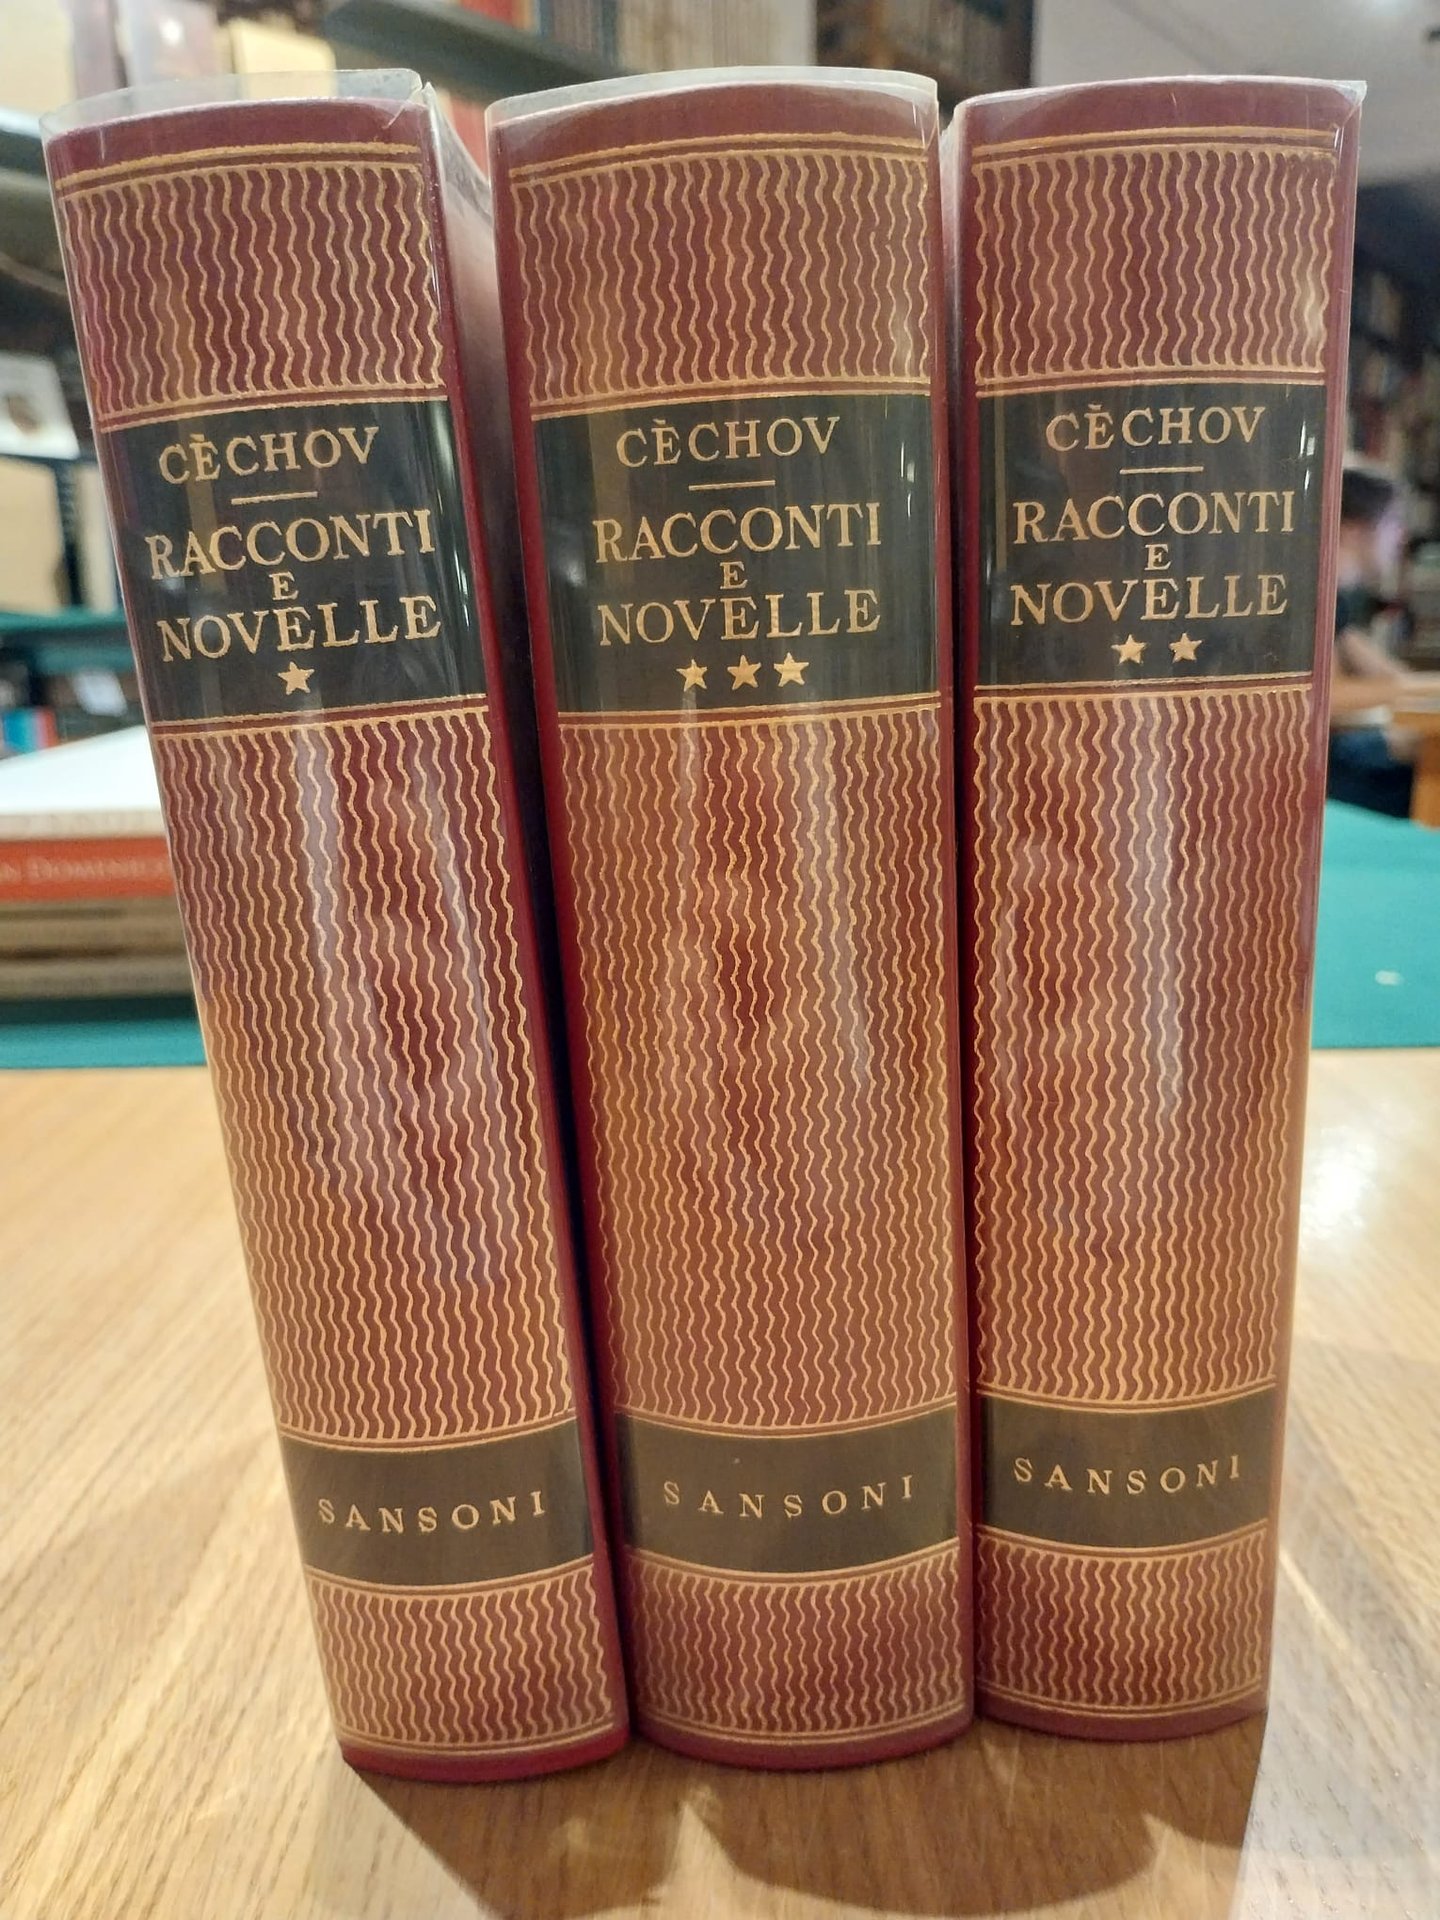 CÈCHOV
RACCONTI
E
NOVELLE
★
SANSONI
CÈCHOV
RACCONTI
E
NOVELLE
★★★
SANSONI
CÈCHOV
RACCONTI
E
NOVELLE
★★
SANSONI